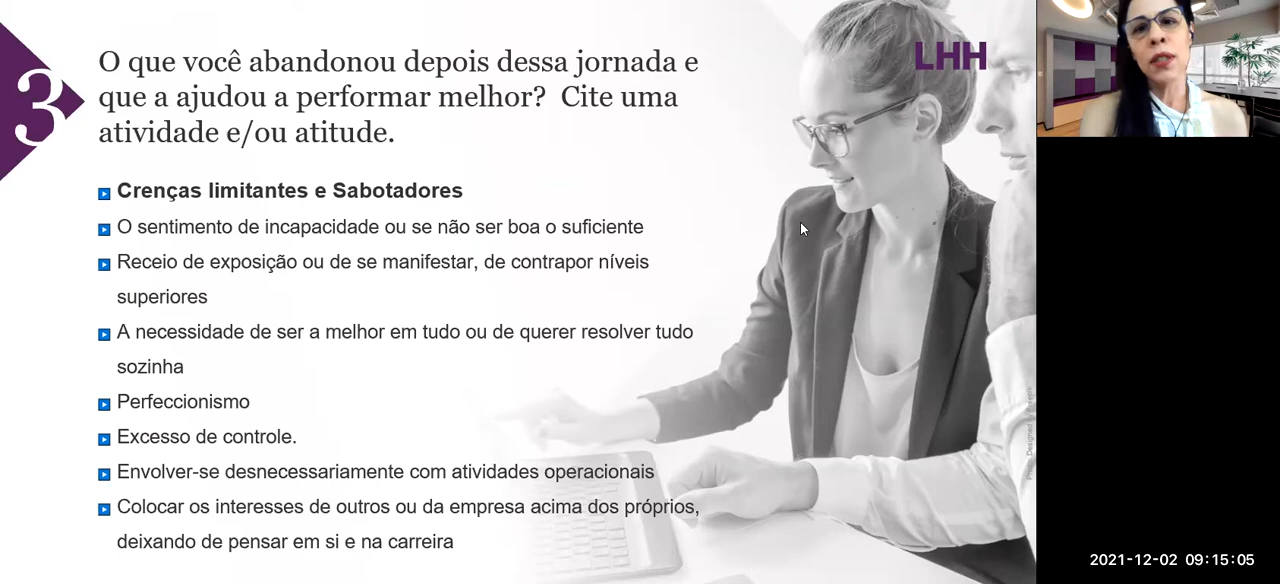 3
O que você abandonou depois dessa jornada e
que a ajudou a performar melhor?  Cite uma
atividade e/ou atitude.
LHH
Crenças limitantes e Sabotadores
O sentimento de incapacidade ou se não ser boa o suficiente
Receio de exposição ou de se manifestar, de contrapor níveis
superiores
A necessidade de ser a melhor em tudo ou de querer resolver tudo
sozinha
Perfeccionismo
Excesso de controle.
Envolver-se desnecessariamente com atividades operacionais
Colocar os interesses de outros ou da empresa acima dos próprios,
deixando de pensar em si e na carreira
Designed
2021-12-02 09:15:05